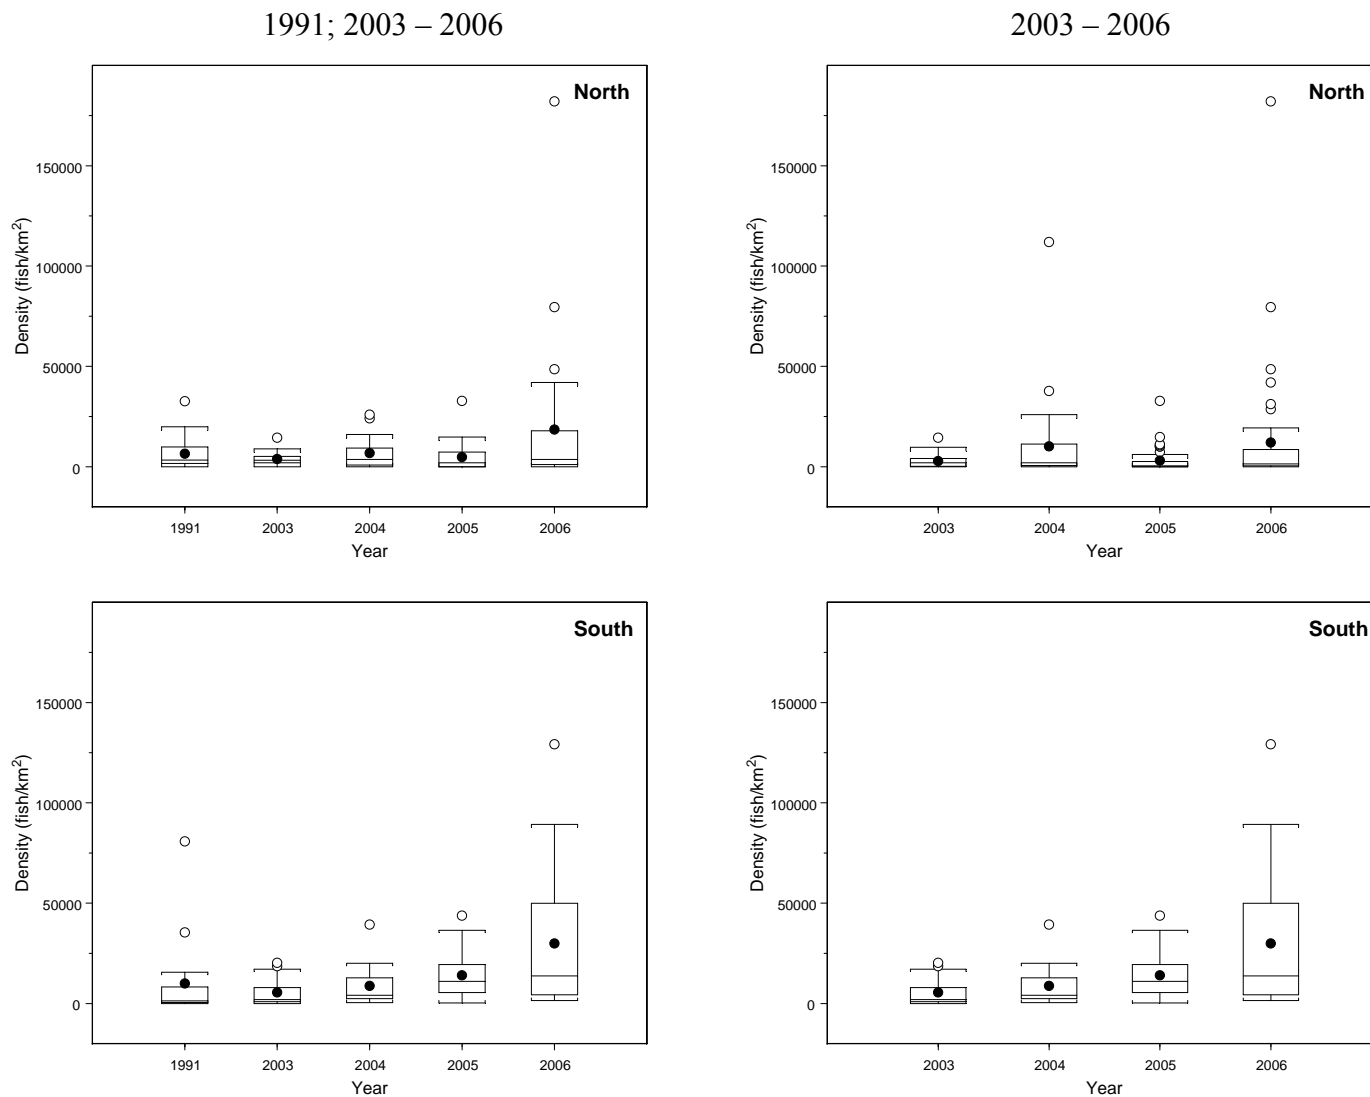 1991; 2003 – 2006
2003 – 2006
North
150000
100000
50000
0
Density (fish/km²)
1991 2003 2004 2005 2006
Year
North
150000
100000
50000
0
Density (fish/km²)
2003 2004 2005 2006
Year
South
150000
100000
50000
0
Density (fish/km²)
1991 2003 2004 2005 2006
Year
South
150000
100000
50000
0
Density (fish/km²)
2003 2004 2005 2006
Year